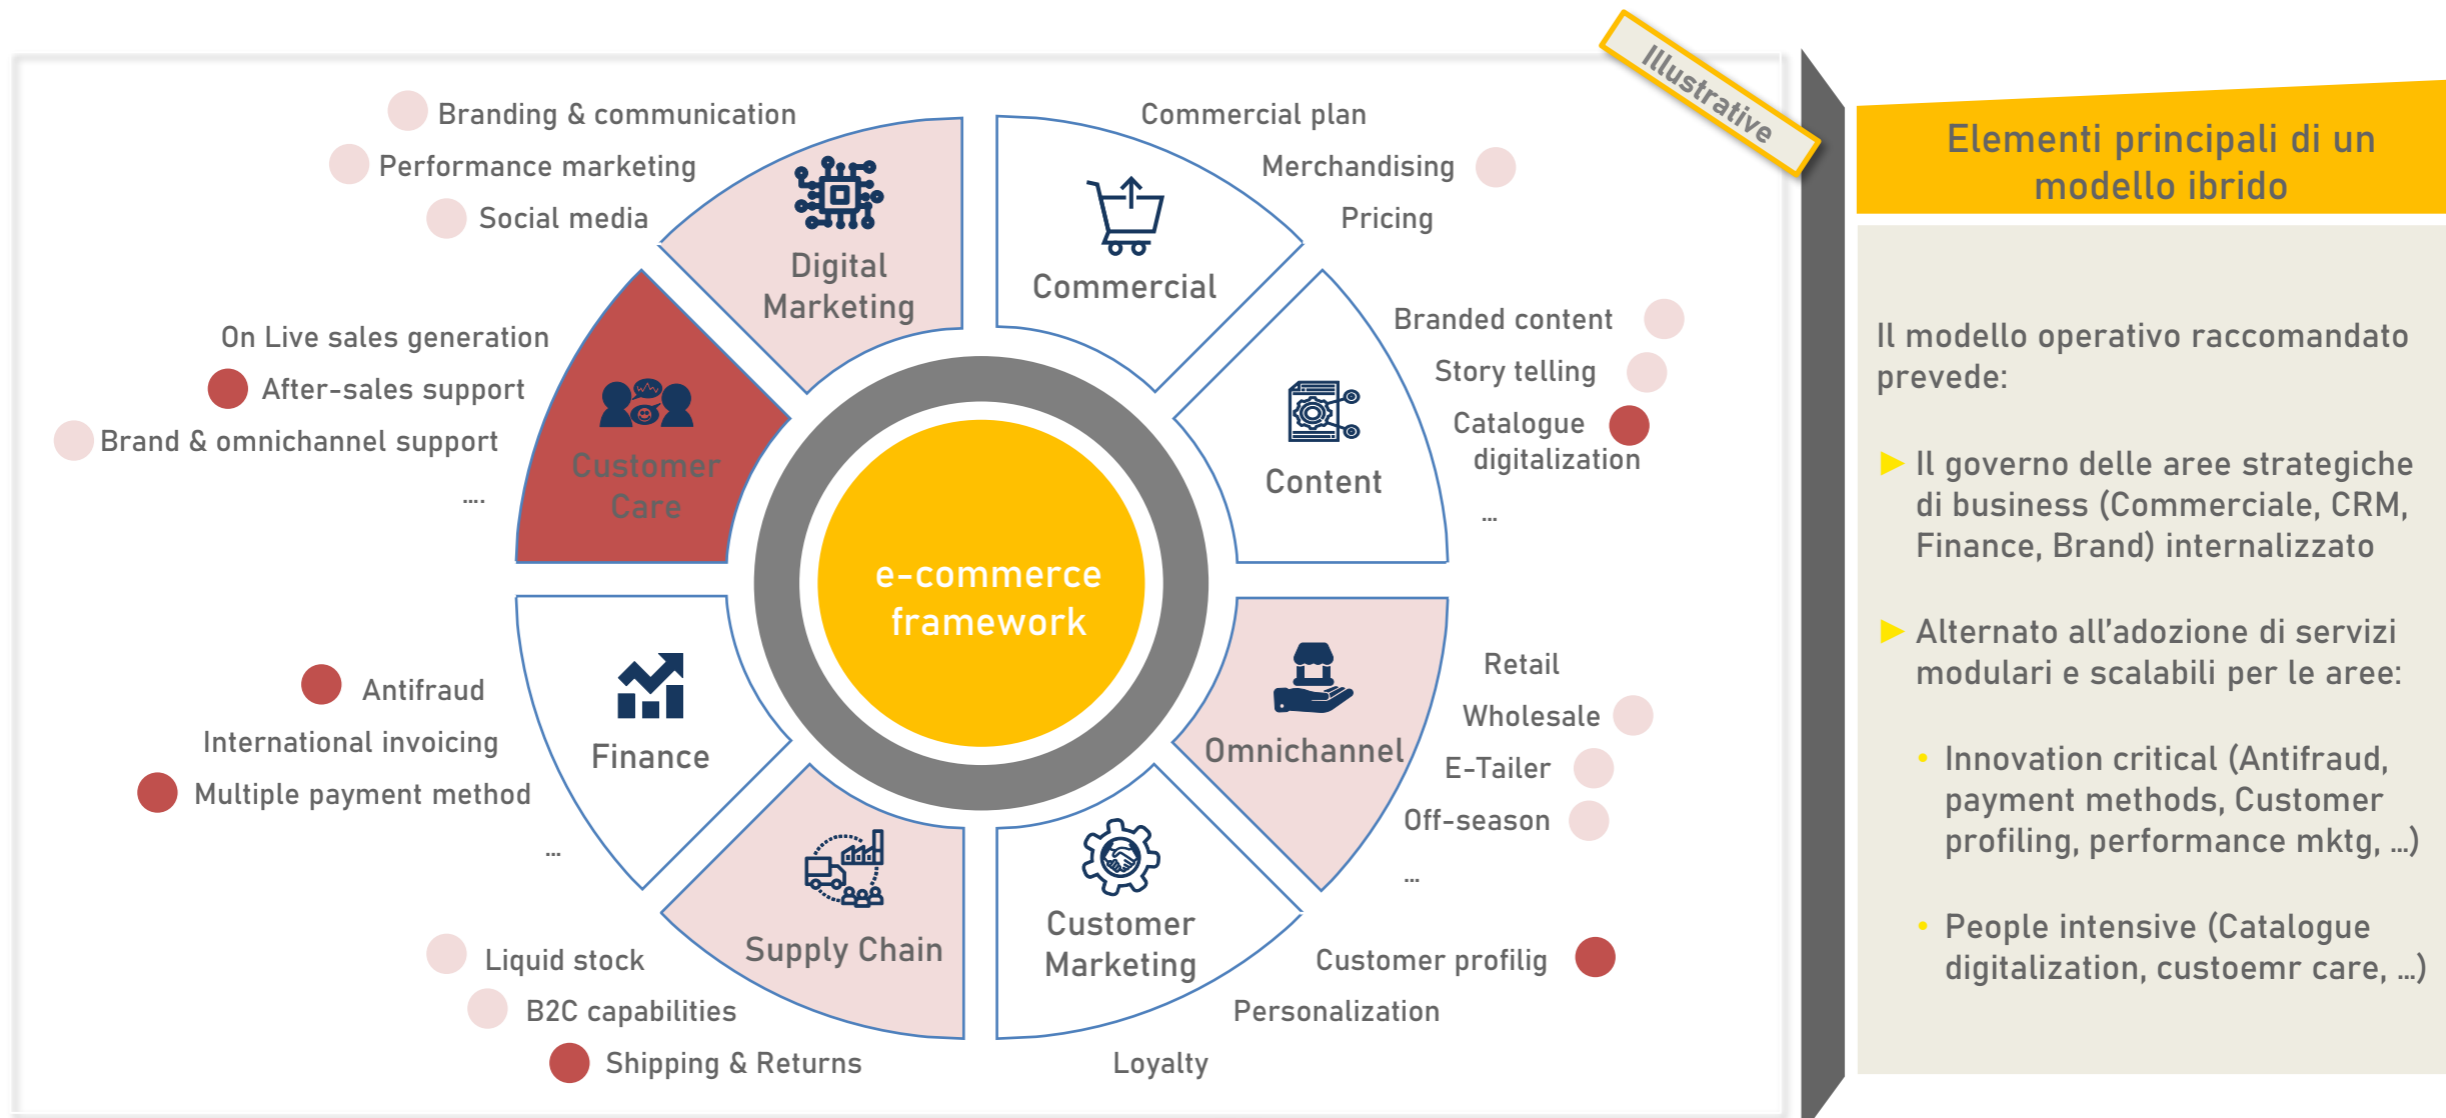 Illustrative
Branding & communication
Performance marketing
Social media
Digital
Marketing
Commercial plan
Merchandising
Pricing
Commercial
Branded content
Story telling
Catalogue
digitalization
...
Content
On Live sales generation
After-sales support
Brand & omnichannel support
....
Customer
Care
e-commerce
framework
Antifraud
International invoicing
Multiple payment method
...
Finance
Retail
Wholesale
E-Tailer
Off-season
...
Omnichannel
Liquid stock
B2C capabilities
Shipping & Returns
Supply Chain
Customer
Marketing
Customer profilig
Personalization
Loyalty
Elementi principali di un
modello ibrido
Il modello operativo raccomandato
prevede:
► Il governo delle aree strategiche
di business (Commerciale, CRM,
Finance, Brand) internalizzato
► Alternato all'adozione di servizi
modulari e scalabili per le aree:
• Innovation critical (Antifraud,
payment methods, Customer
profiling, performance mktg, ...)
• People intensive (Catalogue
digitalization, custoemr care, ...)